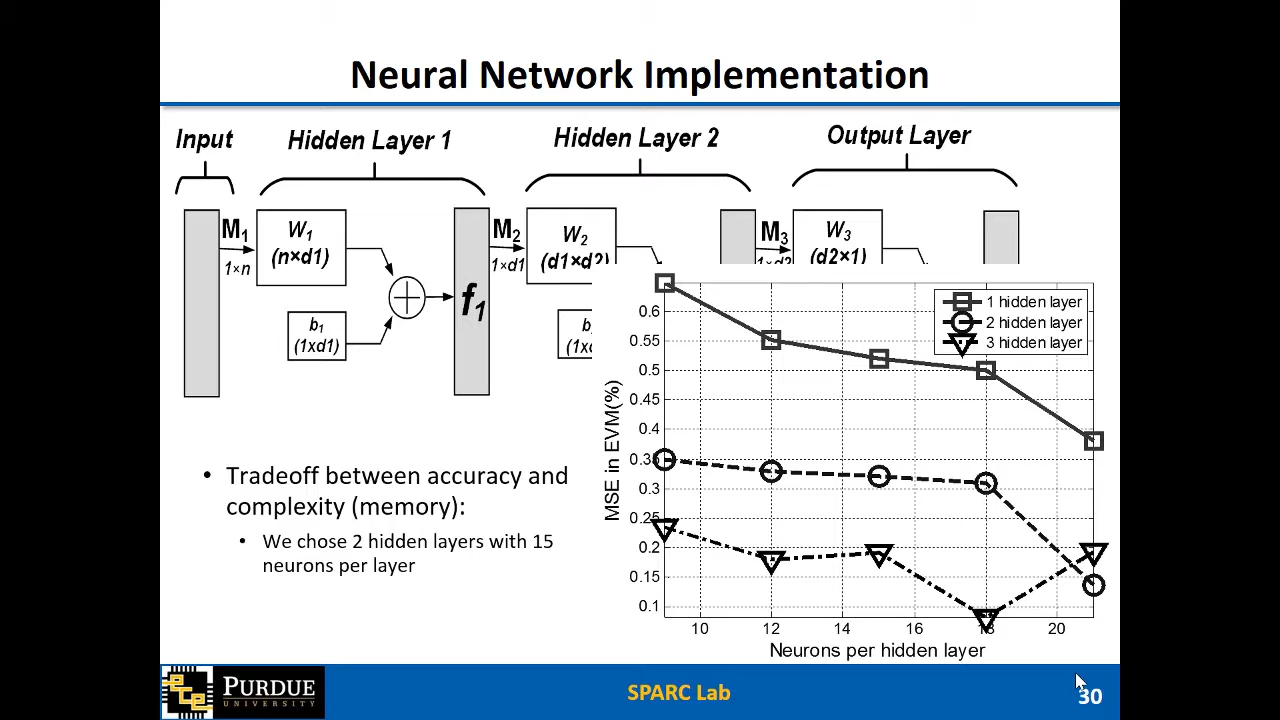 Neural Network Implementation
Input
Hidden Layer 1
Hidden Layer 2
Output Layer
M1
1×n
W1
(n×d1)
b1
(1xd1)
f1
M2
1×d1
W2
(d1×d2)
M3
W3
(d2×1)
1 hidden layer
2 hidden layer
3 hidden layer
MSE in EVM(%)
0.6
0.55
0.5
0.45
0.4
0.35
0.3
0.25
0.2
0.15
0.1
10 12 14 16 18 20
Neurons per hidden layer
• Tradeoff between accuracy and
complexity (memory):
• We chose 2 hidden layers with 15
neurons per layer
ece
PURDUE
UNIVERSITY
SPARC Lab
30